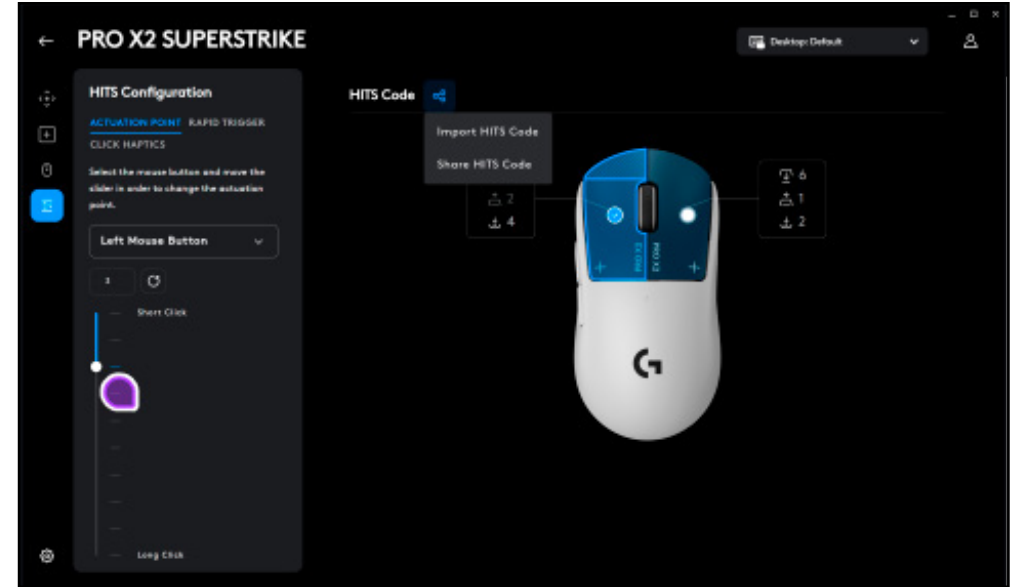 PRO X2 SUPERSTRIKE
Desktop: Default
HITS Configuration
HITS Code
ACTUATION POINT RAPID TRIGGER
CLICK HAPTICS
Import HITS Code
Share HITS Code
Select the mouse button and move the
slider in order to change the actuation
point.
6
2
1
4
2
Left Mouse Button
PRO X2
Short Click
G
Long Click